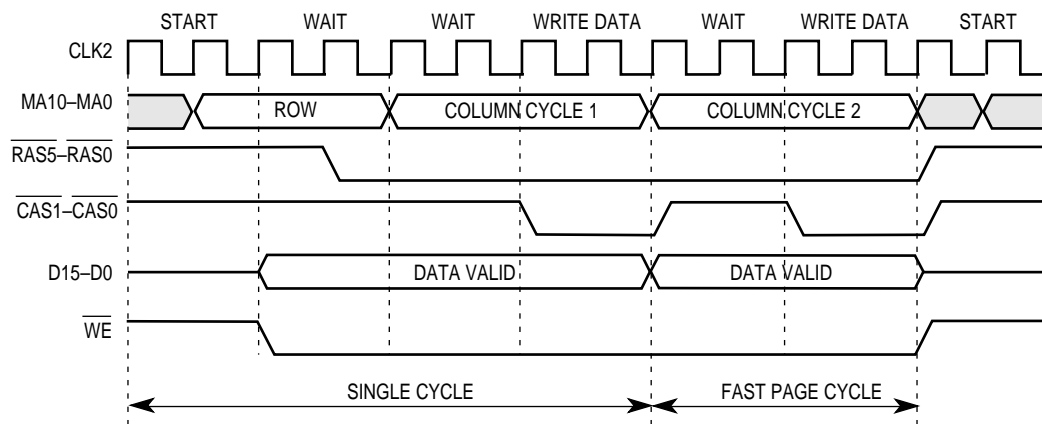 START WAIT WAIT WRITE DATA WAIT WRITE DATA START
CLK2
MA10–MA0 ROW COLUMN CYCLE 1 COLUMN CYCLE 2
RAS5–RAS0
CAS1–CAS0
D15–D0 DATA VALID DATA VALID
WE
SINGLE CYCLE FAST PAGE CYCLE